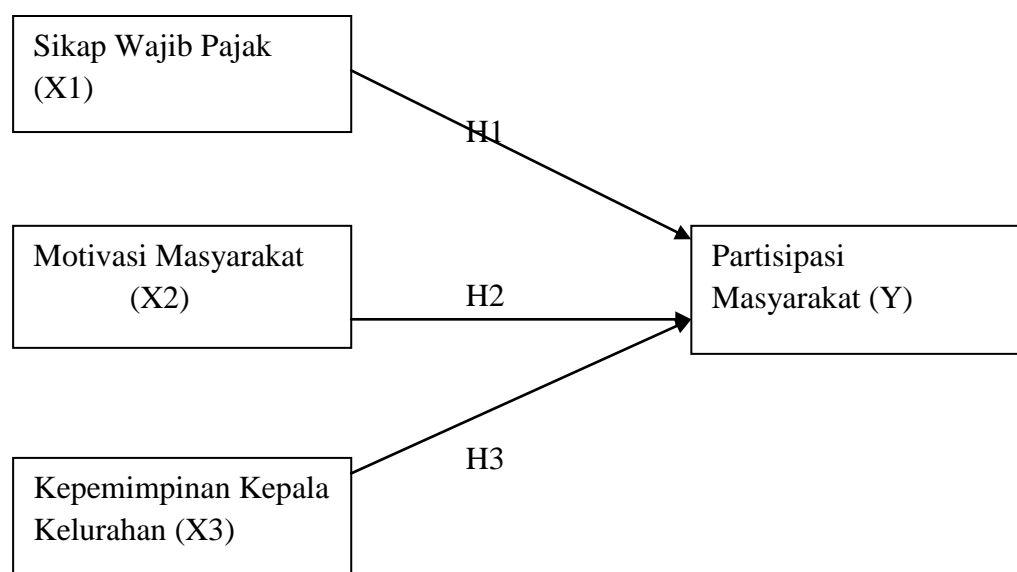 Sikap Wajib Pajak
(X1)
H1
Motivasi Masyarakat
(X2)
H2
Partisipasi
Masyarakat (Y)
H3
Kepemimpinan Kepala
Kelurahan (X3)